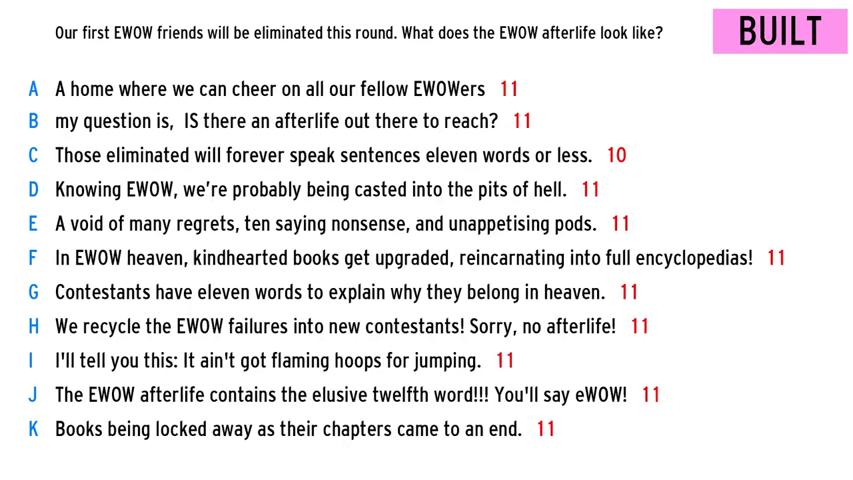 Our first EWOW friends will be eliminated this round. What does the EWOW afterlife look like?
BUILT
A A home where we can cheer on all our fellow EWOWers 11
B my question is,  IS there an afterlife out there to reach? 11
C Those eliminated will forever speak sentences eleven words or less. 10
D Knowing EWOW, we're probably being casted into the pits of hell. 11
E A void of many regrets, ten saying nonsense, and unappetising pods. 11
F In EWOW heaven, kindhearted books get upgraded, reincarnating into full encyclopedias! 11
G Contestants have eleven words to explain why they belong in heaven. 11
H We recycle the EWOW failures into new contestants! Sorry, no afterlife! 11
I I'll tell you this: It ain't got flaming hoops for jumping. 11
J The EWOW afterlife contains the elusive twelfth word!!! You'll say eWOW! 11
K Books being locked away as their chapters came to an end. 11